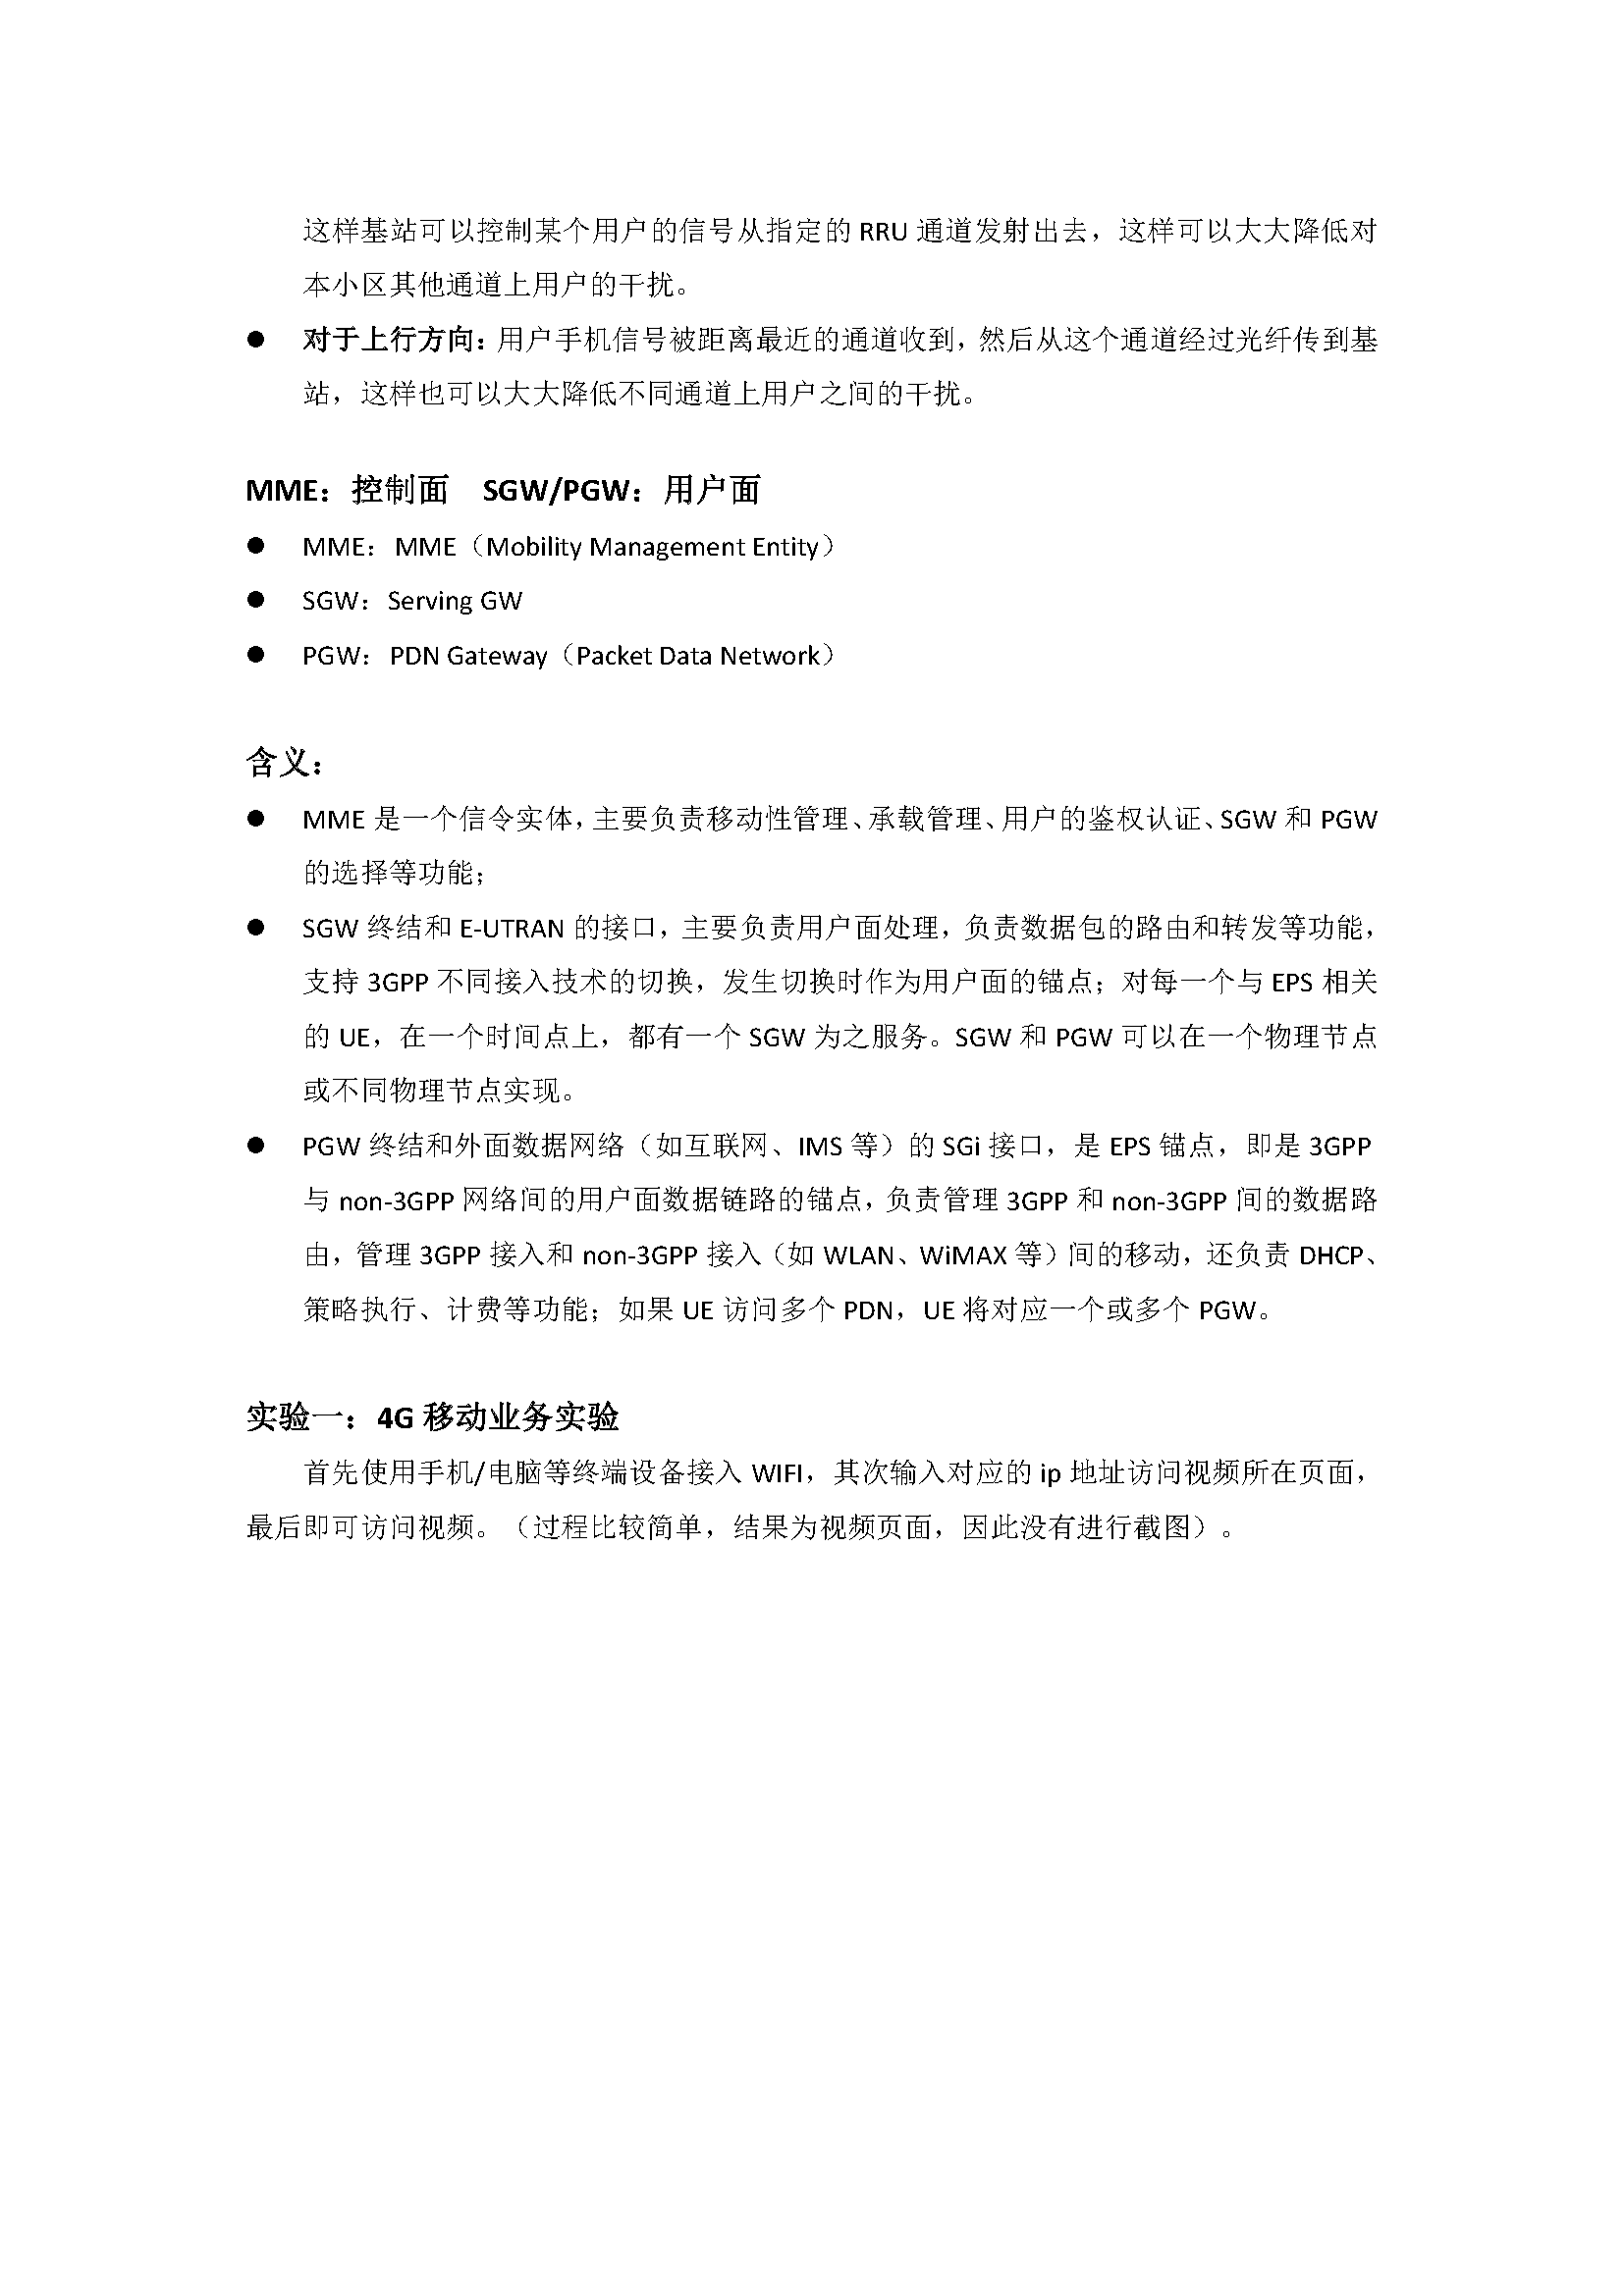 这样基站可以控制某个用户的信号从指定的 RRU 通道发射出去，这样可以大大降低对
本小区其他通道上用户的干扰。
● 对于上行方向：用户手机信号被距离最近的通道收到，然后从这个通道经过光纤传到基
站，这样也可以大大降低不同通道上用户之间的干扰。
MME：控制面 SGW/PGW：用户面
● MME：MME（Mobility Management Entity）
● SGW：Serving GW
● PGW：PDN Gateway（Packet Data Network）
含义：
● MME 是一个信令实体，主要负责移动性管理、承载管理、用户的鉴权认证、SGW 和 PGW
的选择等功能；
● SGW 终结和 E-UTRAN 的接口，主要负责用户面处理，负责数据包的路由和转发等功能，
支持 3GPP 不同接入技术的切换，发生切换时作为用户面的锚点；对每一个与 EPS 相关
的 UE，在一个时间点上，都有一个 SGW 为之服务。SGW 和 PGW 可以在一个物理节点
或不同物理节点实现。
● PGW 终结和外面数据网络（如互联网、IMS 等）的 SGi 接口，是 EPS 锚点，即是 3GPP
与 non-3GPP 网络间的用户面数据链路的锚点，负责管理 3GPP 和 non-3GPP 间的数据路
由，管理 3GPP 接入和 non-3GPP 接入（如 WLAN、WiMAX 等）间的移动，还负责 DHCP、
策略执行、计费等功能；如果 UE 访问多个 PDN，UE 将对应一个或多个 PGW。
实验一：4G 移动业务实验
首先使用手机/电脑等终端设备接入 WIFI，其次输入对应的 ip 地址访问视频所在页面，
最后即可访问视频。（过程比较简单，结果为视频页面，因此没有进行截图）。